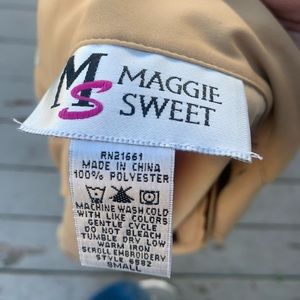 MS MAGGIE
SWEET
RN21661
MADE IN CHINA
100% POLYESTER
MACHINE WASH COLD
WITH LIKE COLORS
GENTLE CYCLE
DO NOT BLEACH
TUMBLE DRY LOW
WARM IRON
SCROLL EMBROIDERY
STYLE 6582
SMALL